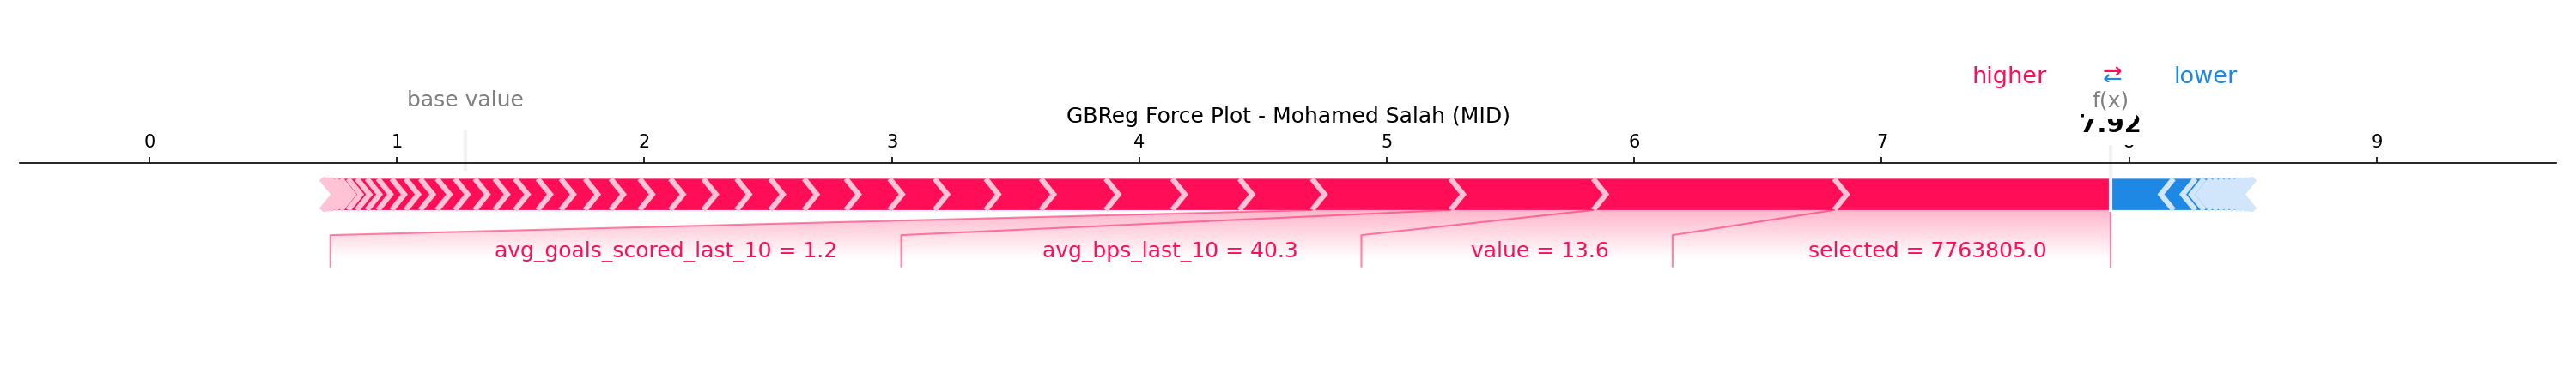 higher ⇄ lower
base value
f(x)
GBReg Force Plot - Mohamed Salah (MID)
7.92
0 1 2 3 4 5 6 7 8 9
avg_goals_scored_last_10 = 1.2 avg_bps_last_10 = 40.3 value = 13.6 selected = 7763805.0